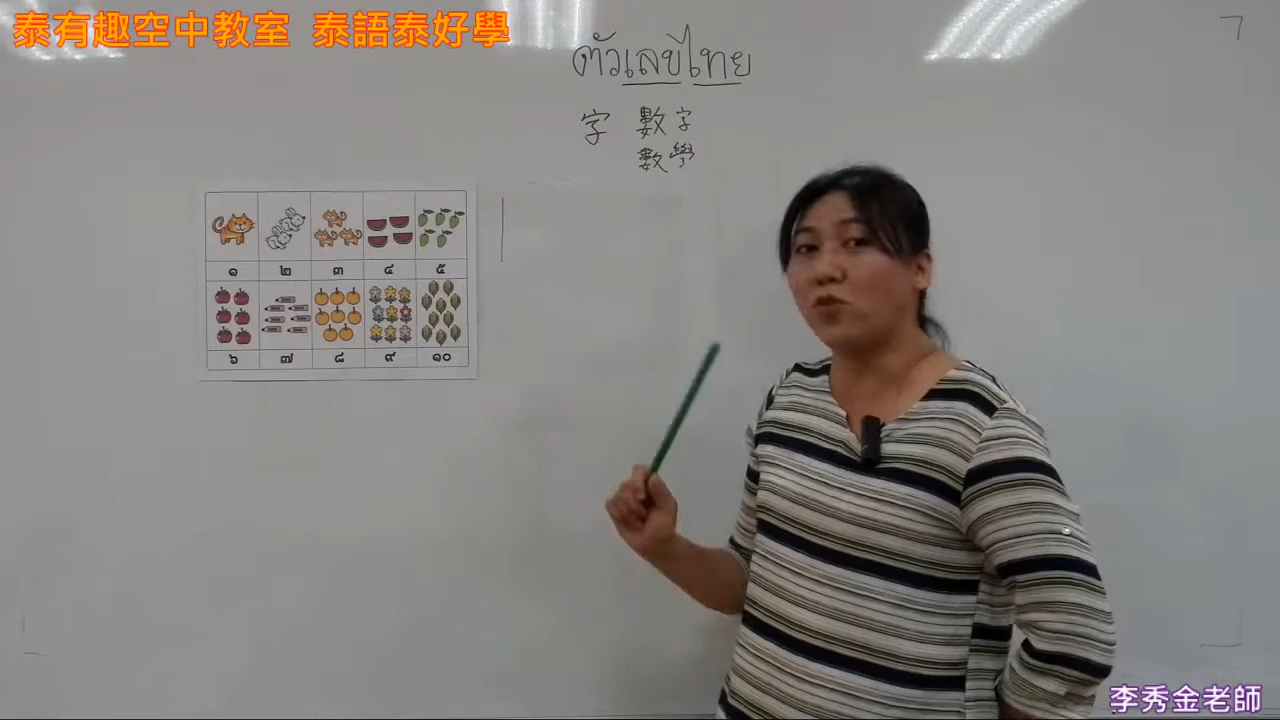 泰有趣空中教室 泰語泰好學
ตัวเลขไทย
字 數字
數學
๑ ๒ ๓ ๔ ๕
๖ ๗ ๘ ๙ ๑๐
李秀金老師